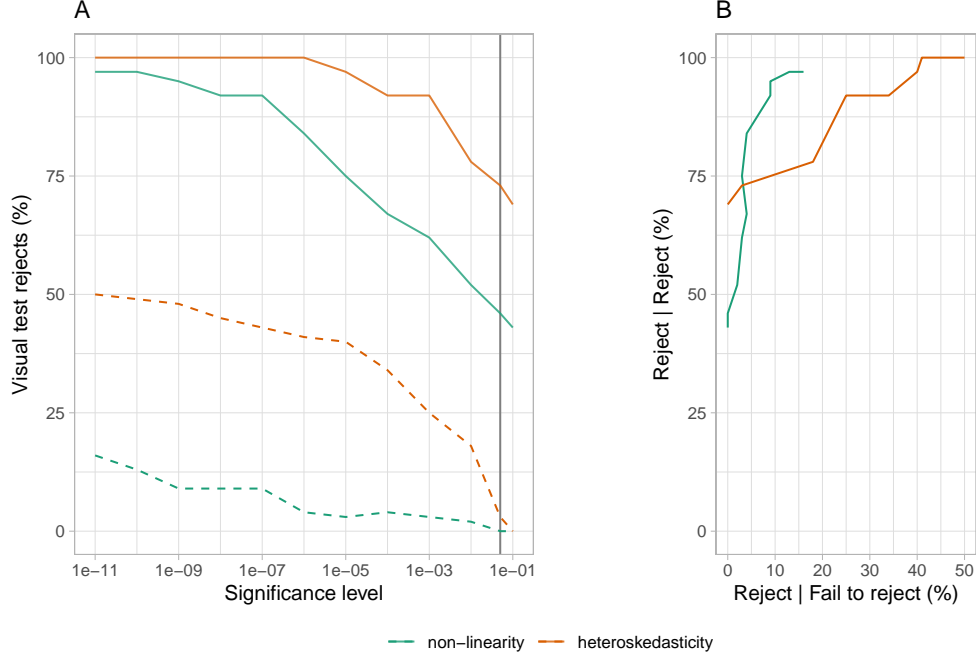 A
B
Visual test rejects (%)
100
75
50
25
0
1e−11
1e−09
1e−07
1e−05
1e−03
1e−01
Significance level
Reject | Reject (%)
100
75
50
25
0
0
10
20
30
40
50
Reject | Fail to reject (%)
non−linearity
heteroskedasticity